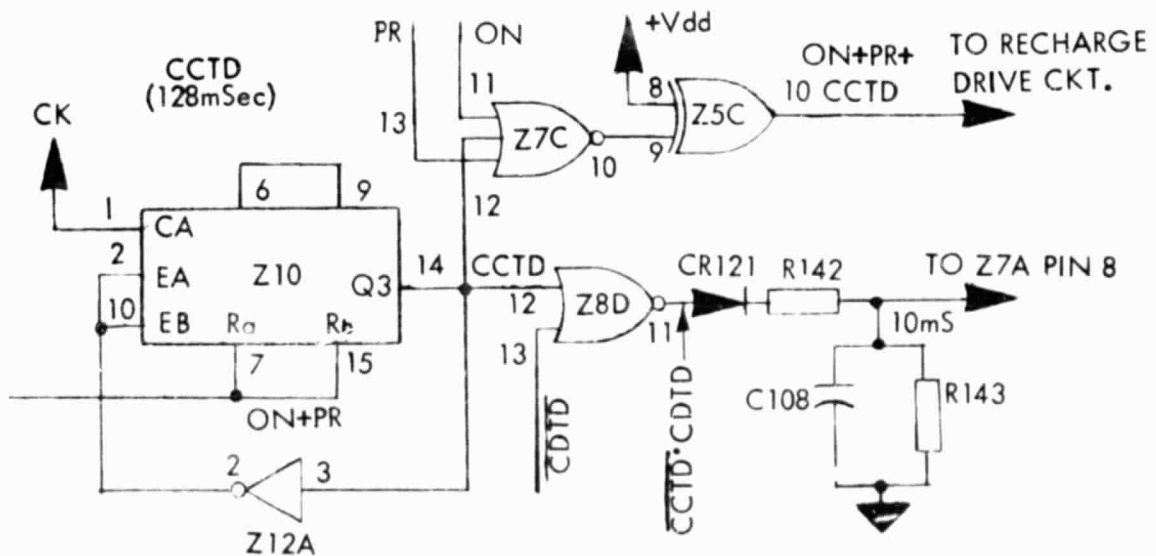 PR
ON
+Vdd
CCTD
(128mSec)
ON+PR+
TO RECHARGE
10 CCTD
DRIVE CKT.
CK
11
8
13
Z7C
Z5C
9
10
6
9
12
1
CA
2
EA
Z10
Q3
14
CCTD
CR121
R142
TO Z7A PIN 8
10
EB
12
Z8D
11
10mS
Ra
Rb
7
15
13
ON+PR
C108
R143
CDTD
CCTD·CDTD
2
3
Z12A